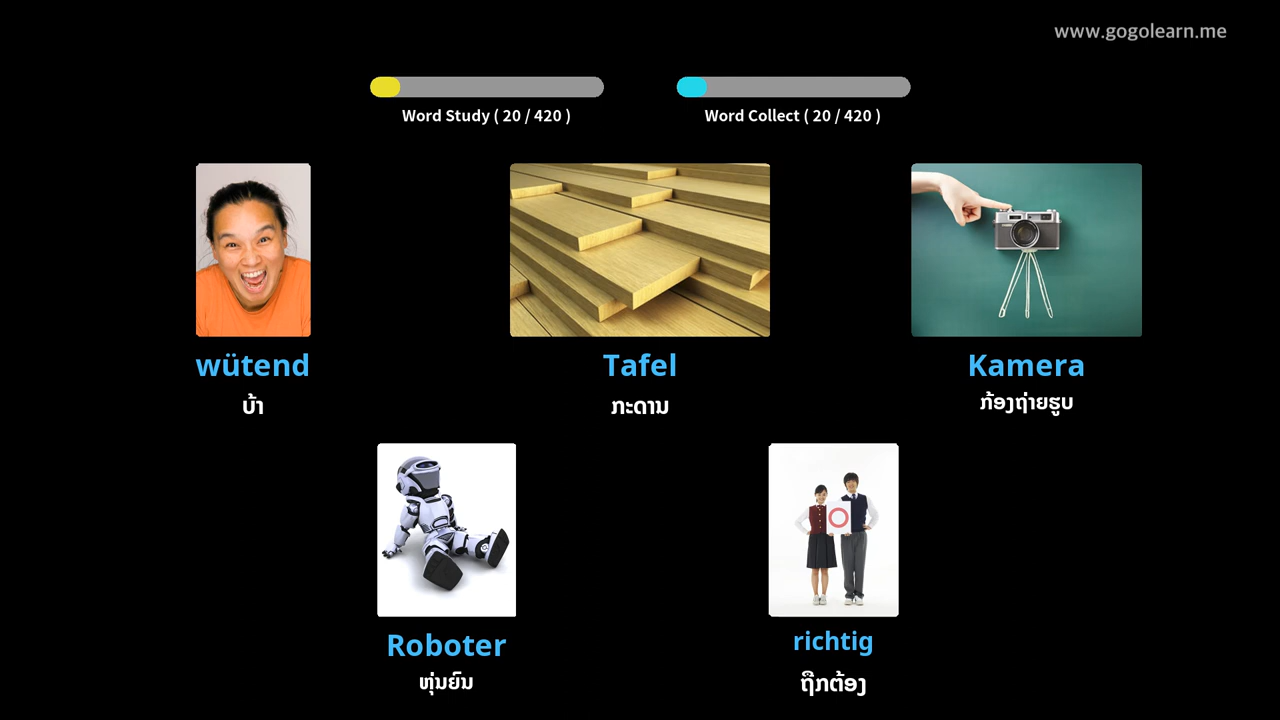 www.gogolearn.me
Word Study ( 20 / 420 )
Word Collect ( 20 / 420 )
wütend
ບ້າ
Tafel
ກະດານ
Kamera
ກ້ອງຖ່າຍຮູບ
Roboter
ຫຸ່ນຍົນ
richtig
ຖືກຕ້ອງ